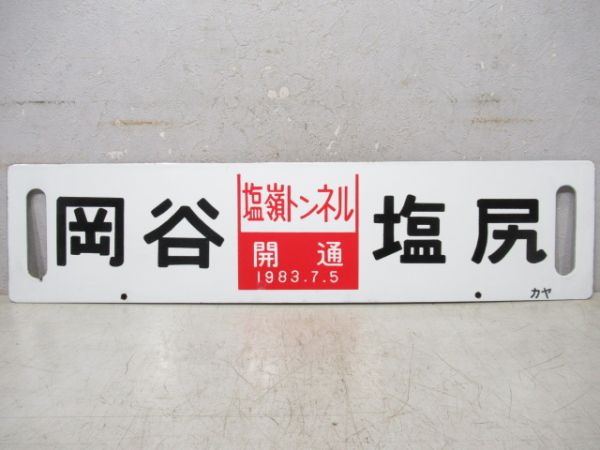 岡谷
塩嶺トンネル
開通
1983.7.5
塩尻
カヤ